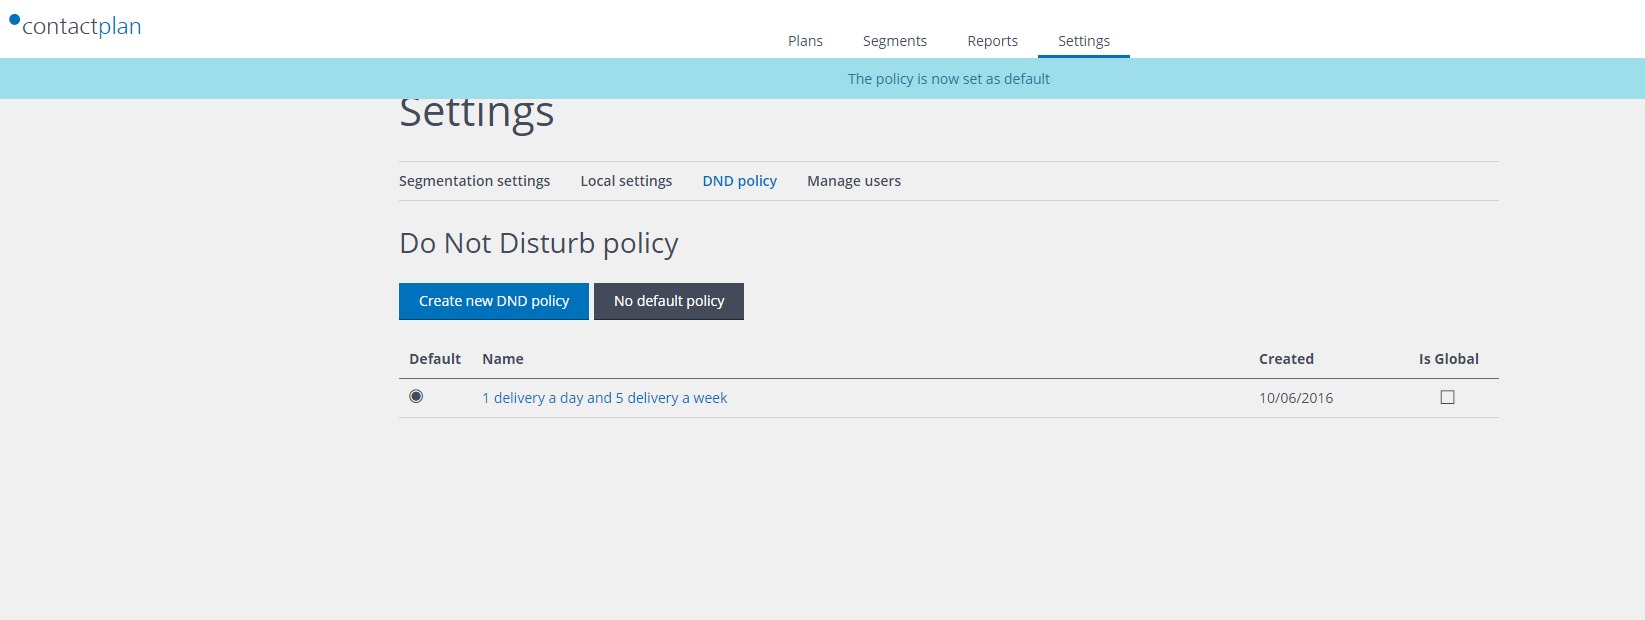 contactplan
Plans Segments Reports Settings
The policy is now set as default
Settings
Segmentation settings Local settings DND policy Manage users
Do Not Disturb policy
Create new DND policy No default policy
Default Name Created Is Global
1 delivery a day and 5 delivery a week 10/06/2016